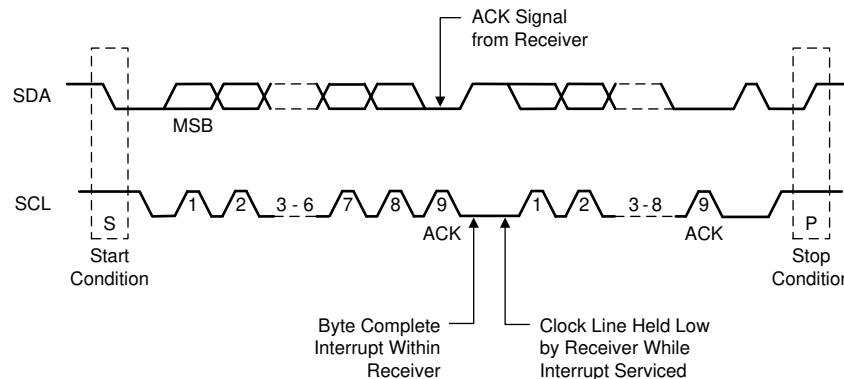 ACK Signal
from Receiver
SDA
MSB
SCL
1 2 3 - 6 7 8 9 1 2 3 - 8 9
S ACK ACK P
Start
Condition
Stop
Condition
Byte Complete
Interrupt Within
Receiver
Clock Line Held Low
by Receiver While
Interrupt Serviced